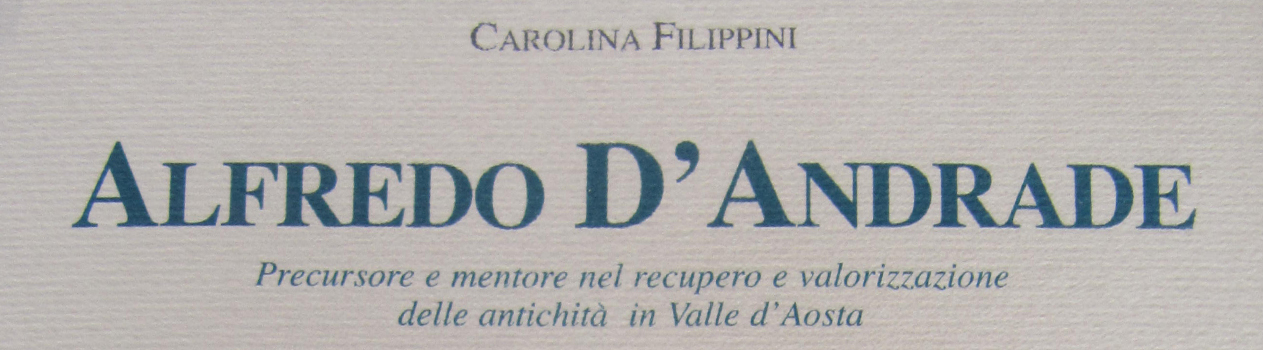 CAROLINA FILIPPINI
ALFREDO D'ANDRADE
Precursore e mentore nel recupero e valorizzazione
delle antichità in Valle d'Aosta